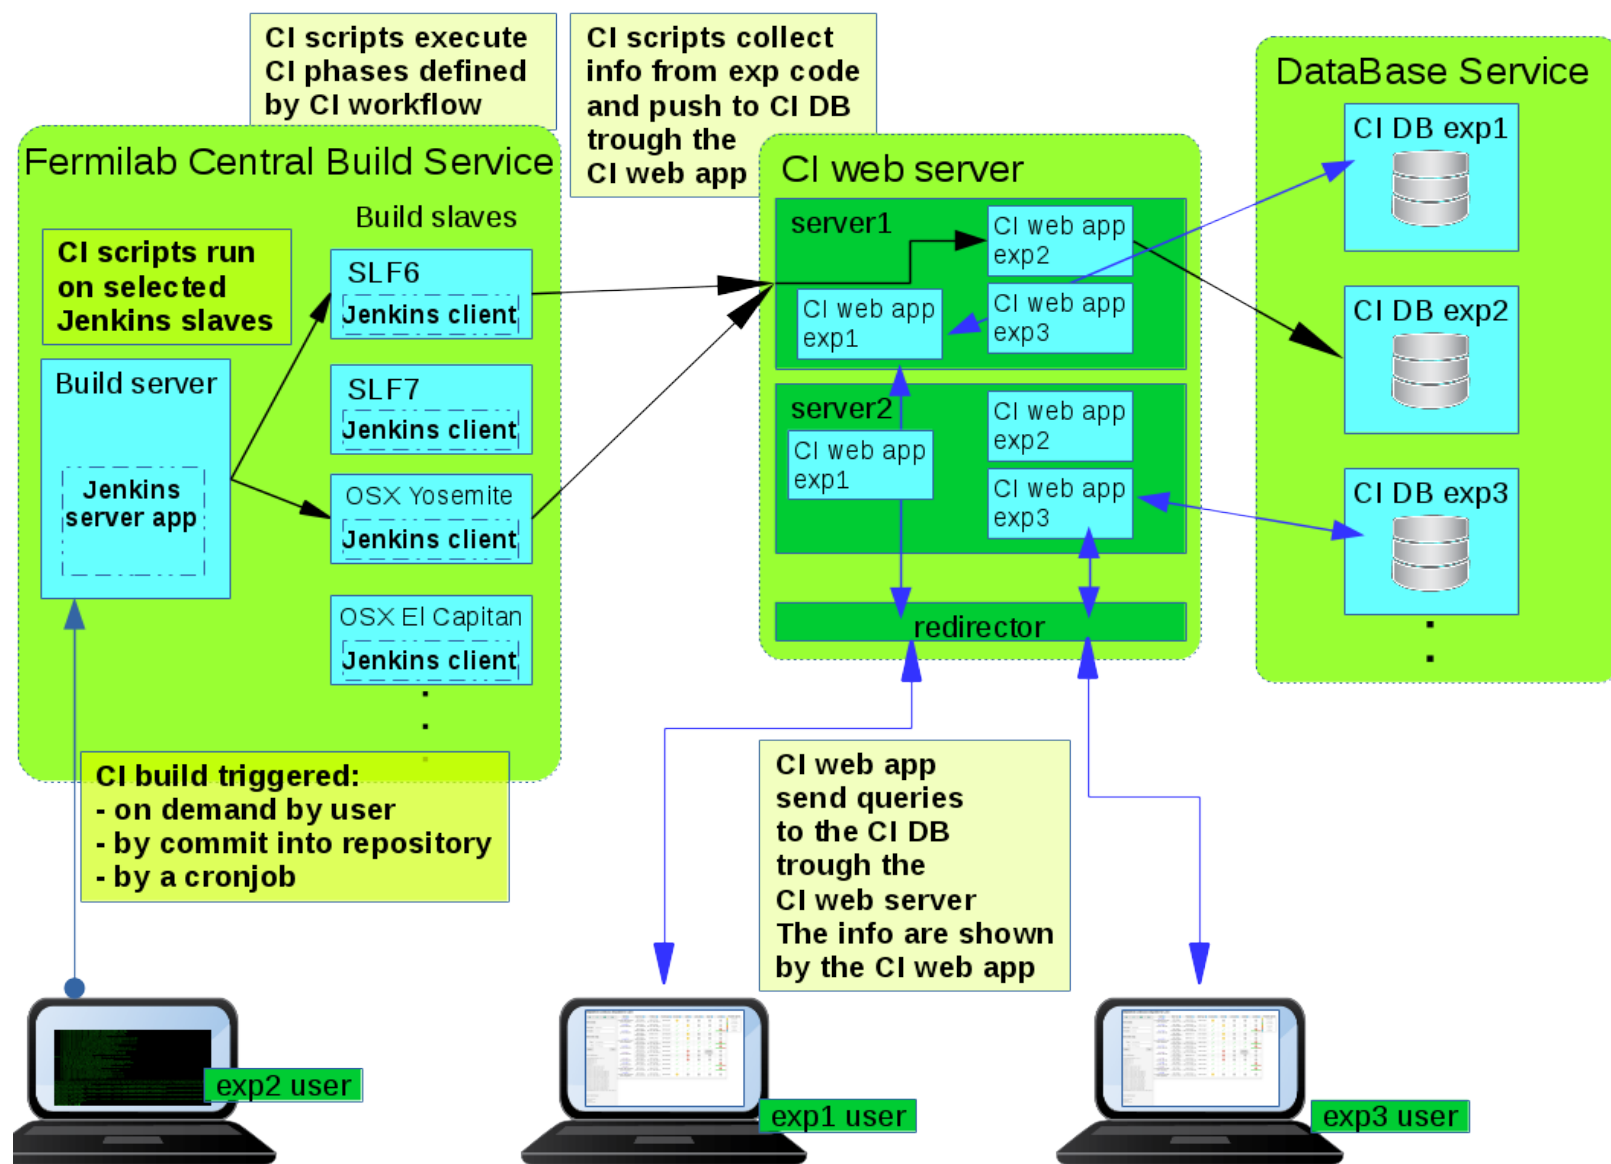 CI scripts execute
CI phases defined
by CI workflow
CI scripts collect
info from exp code
and push to CI DB
trough the
CI web app
Fermilab Central Build Service
Build slaves
CI scripts run
on selected
Jenkins slaves
Build server
Jenkins
server app
SLF6
Jenkins client
SLF7
Jenkins client
OSX Yosemite
Jenkins client
OSX El Capitan
Jenkins client
CI build triggered:
- on demand by user
- by commit into repository
- by a cronjob
CI web server
server1
CI web app
exp2
CI web app
exp1
CI web app
exp3
server2
CI web app
exp2
CI web app
exp1
CI web app
exp3
redirector
DataBase Service
CI DB exp1
CI DB exp2
CI DB exp3
CI web app
send queries
to the CI DB
trough the
CI web server
The info are shown
by the CI web app
exp2 user
exp1 user
exp3 user